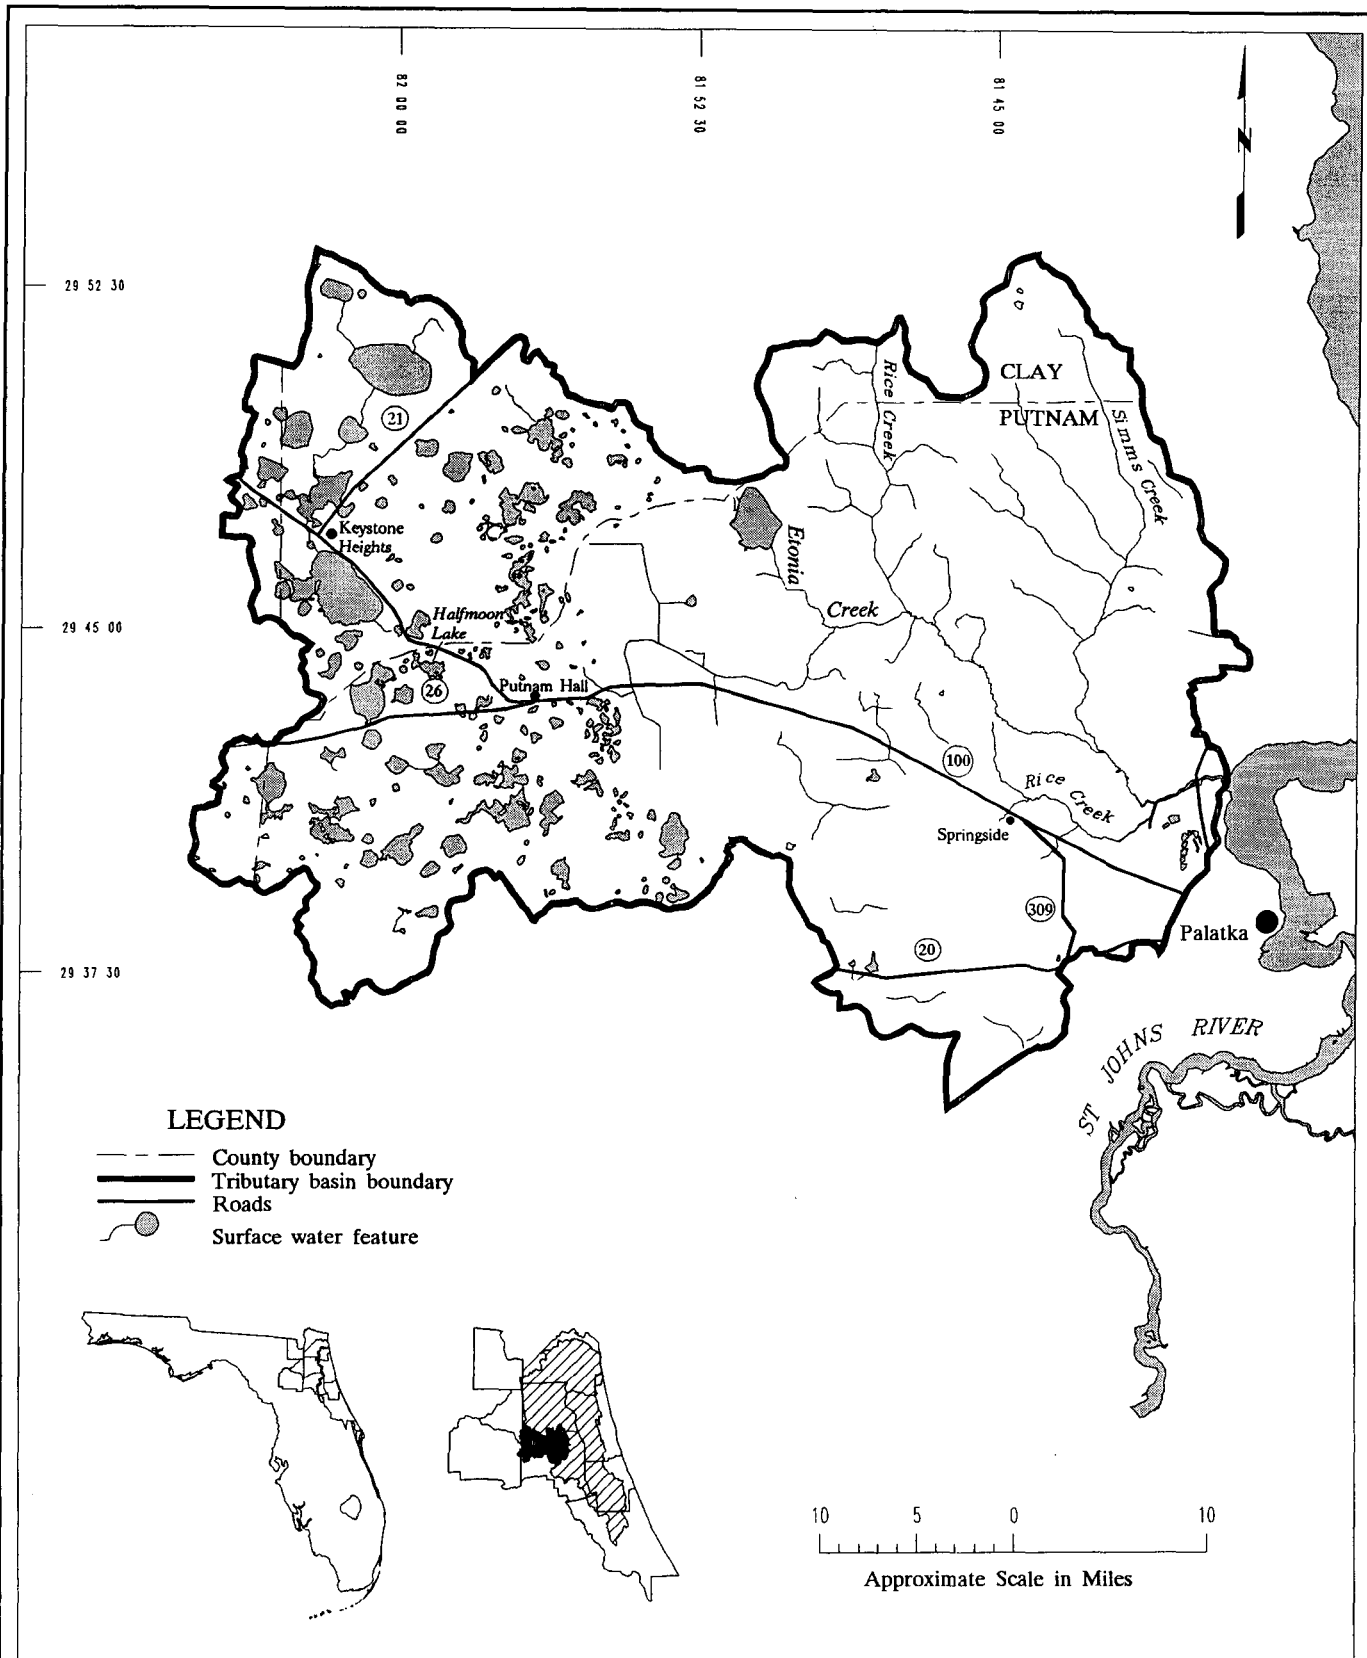 82 00 00
81 52 30
81 45 00
N
29 52 30
CLAY
PUTNAM
Rice Creek
Simms Creek
21
Keystone
Heights
Etonia
Creek
Halfmoon
Lake
29 45 00
26
Putnam Hall
100
Rice Creek
Springside
309
Palatka
20
29 37 30
ST JOHNS RIVER
LEGEND
County boundary
Tributary basin boundary
Roads
Surface water feature
10 5 0 10
Approximate Scale in Miles